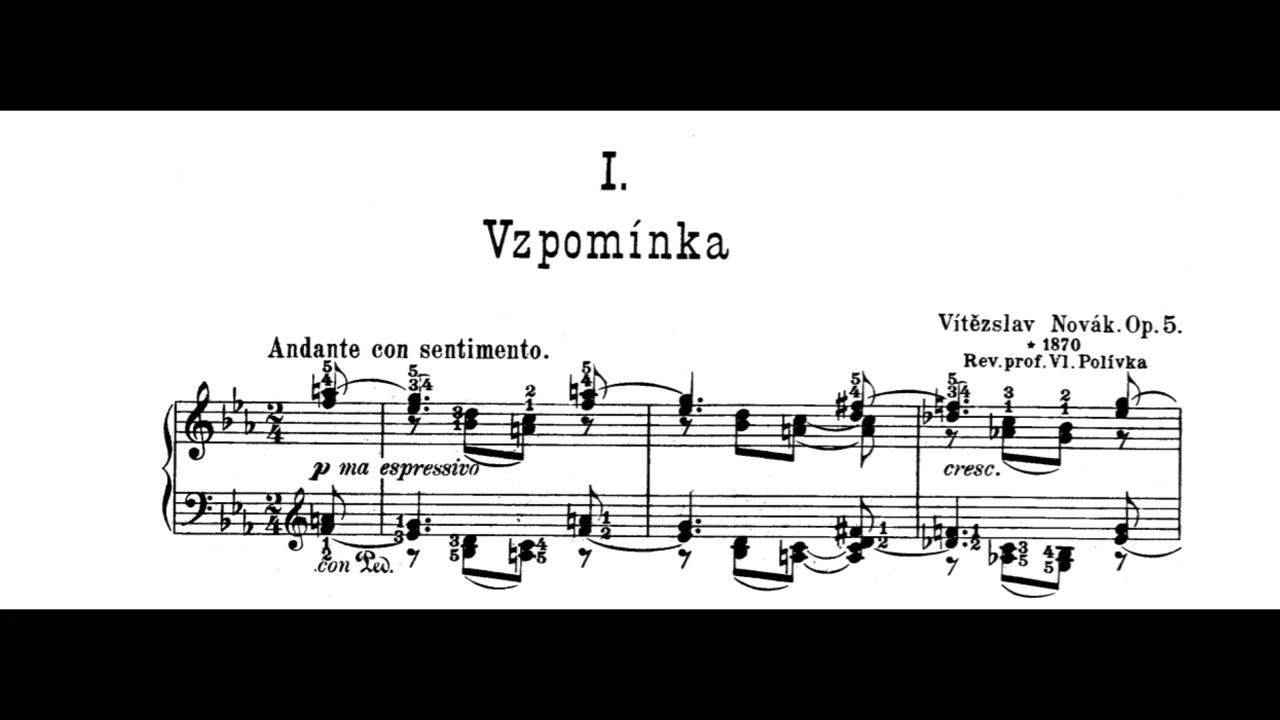 I.
Vzpomínka
Vítězslav Novák. Op. 5.
* 1870
Rev. prof. Vl. Polívka
Andante con sentimento.
p ma espressivo
cresc.
con Ped.